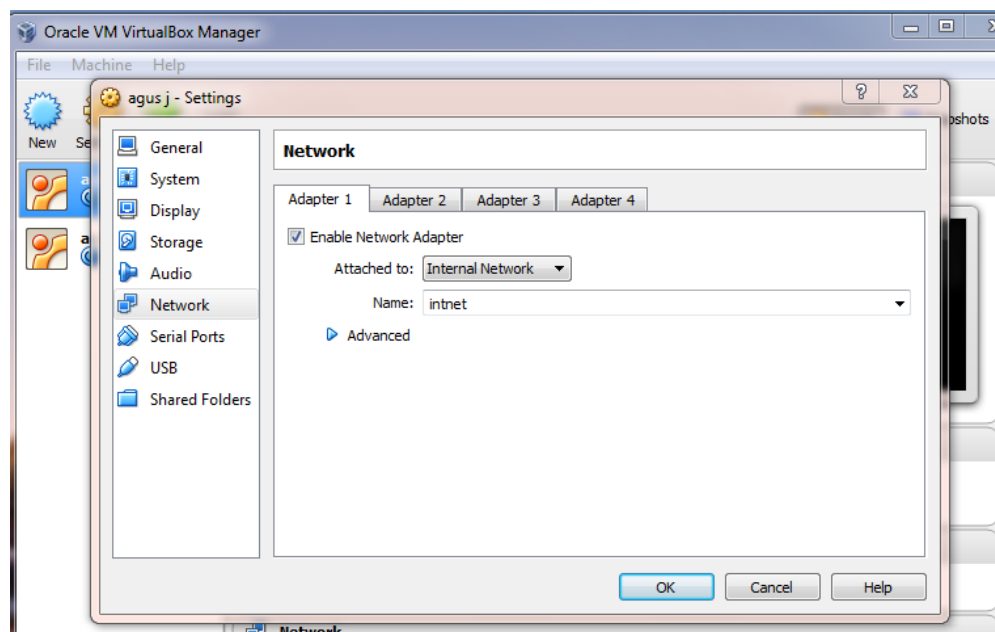 Oracle VM VirtualBox Manager
File Machine Help
agus j - Settings
New
General
Network
System
Adapter 1 Adapter 2 Adapter 3 Adapter 4
Display
Enable Network Adapter
Storage
Attached to: Internal Network
Audio
Name: intnet
Network
Advanced
Serial Ports
USB
Shared Folders
OK Cancel Help
Network